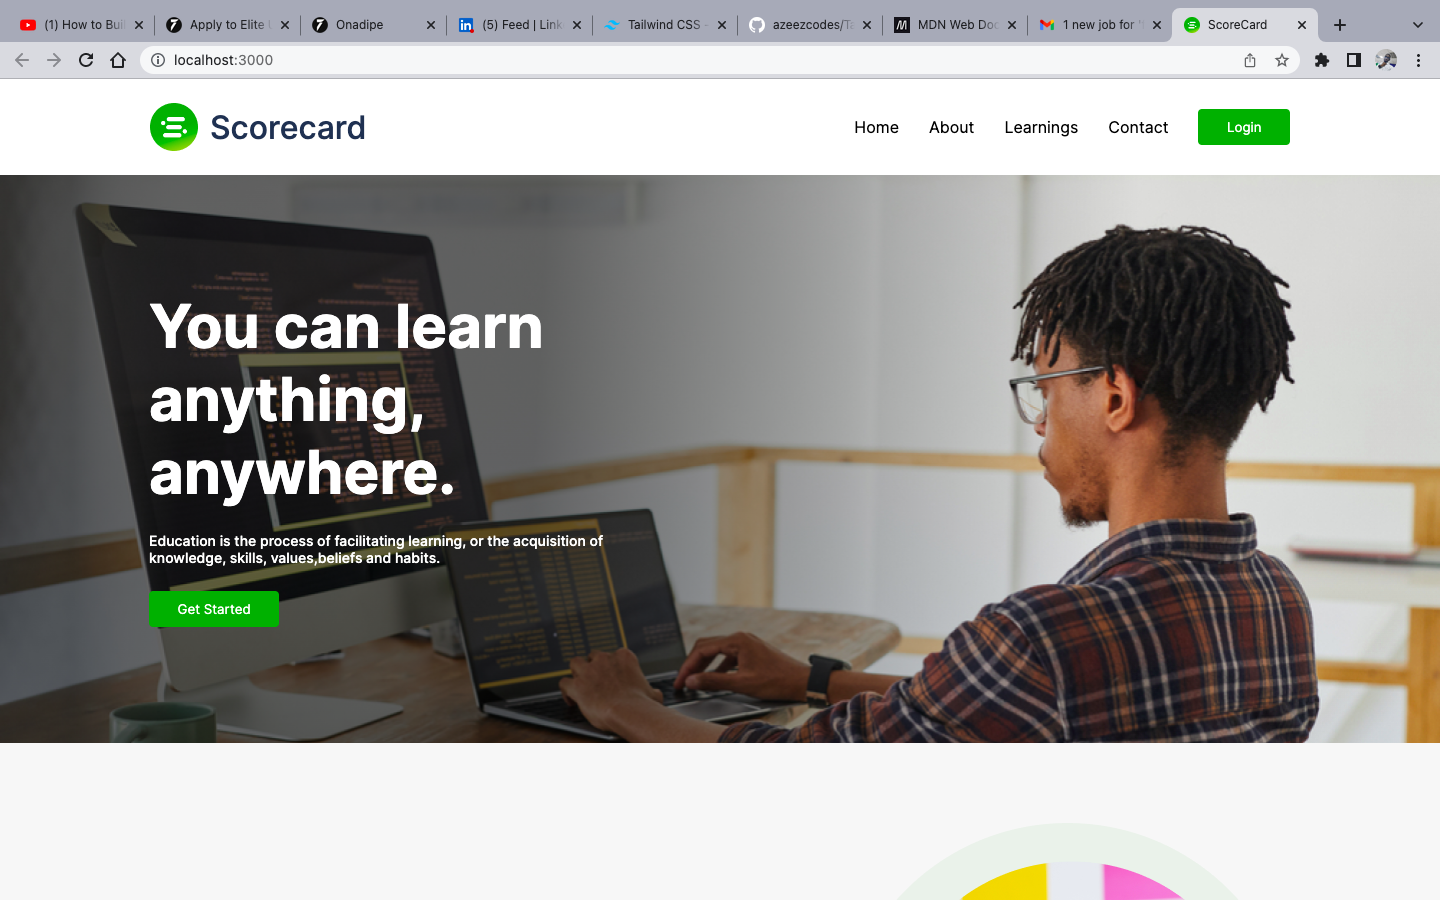 (1) How to Buil
Apply to Elite
Onadipe
(5) Feed | Link
Tailwind CSS -
azeezcodes/Ta
MDN Web Doc
1 new job for
ScoreCard
localhost:3000
Scorecard
Home
About
Learnings
Contact
Login
You can learn
anything,
anywhere.
Education is the process of facilitating learning, or the acquisition of
knowledge, skills, values,beliefs and habits.
Get Started